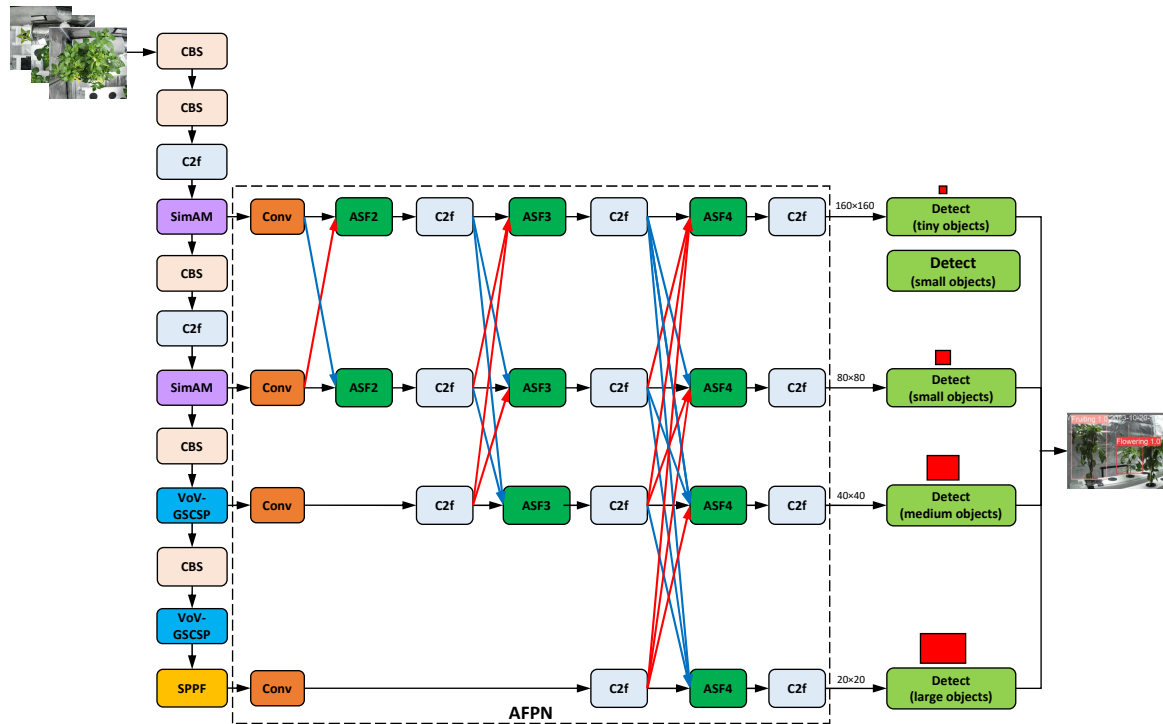 CBS
CBS
C2f
SimAM
Conv
ASF2
C2f
ASF3
C2f
ASF4
C2f
160×160
Detect
(tiny objects)
Detect
(small objects)
CBS
C2f
SimAM
Conv
ASF2
C2f
ASF3
C2f
ASF4
C2f
80×80
Detect
(small objects)
Flowering 1.0
CBS
VoV-
GSCSP
Conv
C2f
ASF3
C2f
ASF4
C2f
40×40
Detect
(medium objects)
CBS
VoV-
GSCSP
SPPF
Conv
C2f
ASF4
C2f
20×20
Detect
(large objects)
AFPN